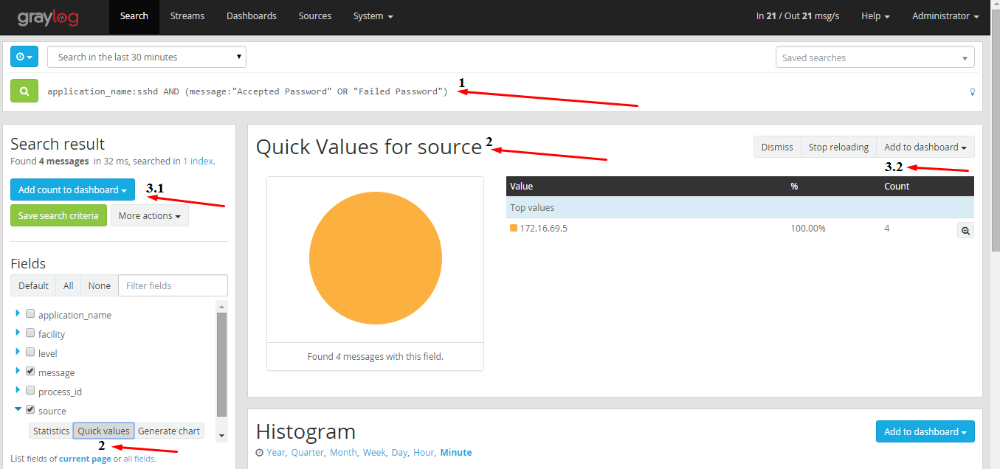 graylog Search Streams Dashboards Sources System In 21 / Out 21 msg/s Help Administrator
Search in the last 30 minutes Saved searches
1
application_name:sshd AND (message:"Accepted Password" OR "Failed Password")
Search result
Found 4 messages in 32 ms, searched in 1 index.
Add count to dashboard
3.1
Save search criteria More actions
Fields
Default All None Filter fields
application_name
facility
level
message
process_id
source
Statistics Quick values Generate chart
2
List fields of current page or all fields.
Quick Values for source 2
Dismiss Stop reloading Add to dashboard
3.2
Value % Count
Top values
172.16.69.5 100.00% 4
Found 4 messages with this field.
Histogram
Add to dashboard
Year, Quarter, Month, Week, Day, Hour, Minute